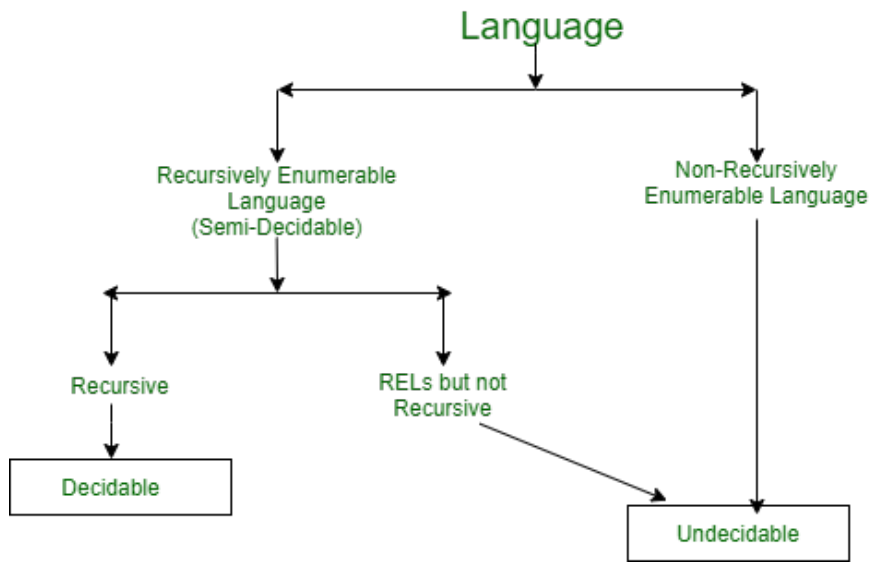 Language
Recursively Enumerable
Language
(Semi-Decidable)
Non-Recursively
Enumerable Language
Recursive
RELs but not
Recursive
Decidable
Undecidable